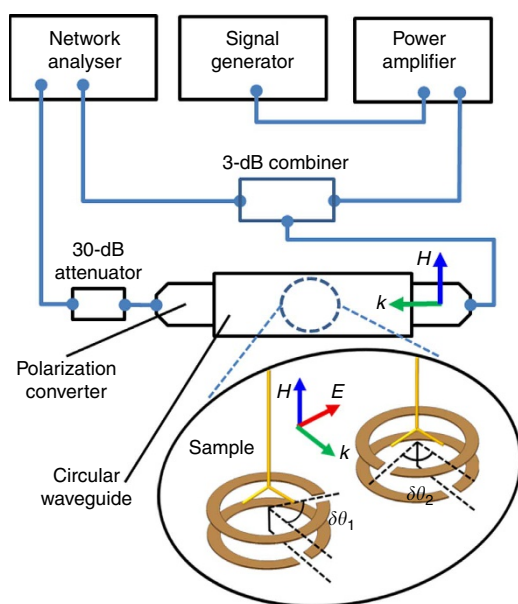 Network
analyser
Signal
generator
Power
amplifier
3-dB combiner
30-dB
attenuator
H
k
Polarization
converter
Circular
waveguide
Sample
H
E
k
δθ1
δθ2